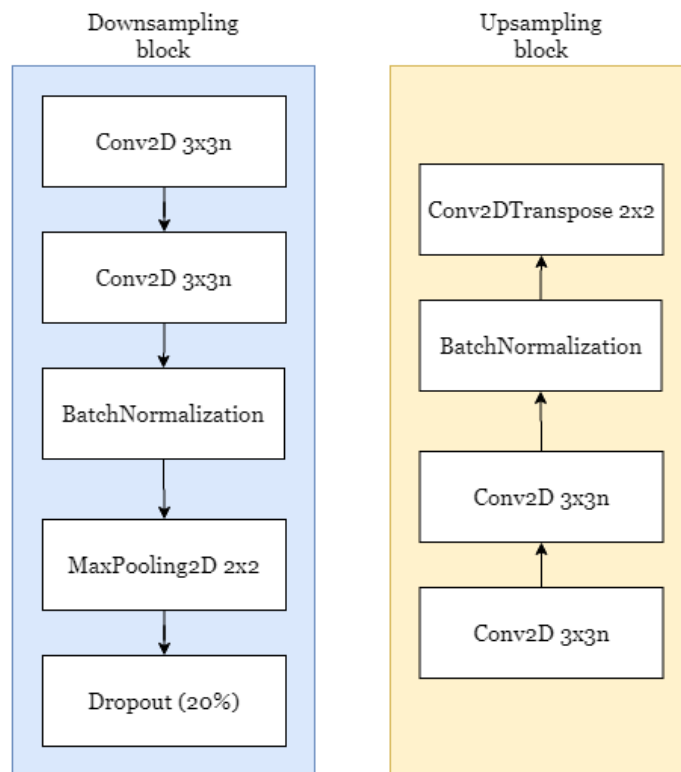 Downsampling
block
Conv2D 3x3n
Conv2D 3x3n
BatchNormalization
MaxPooling2D 2x2
Dropout (20%)
Upsampling
block
Conv2DTranspose 2x2
BatchNormalization
Conv2D 3x3n
Conv2D 3x3n